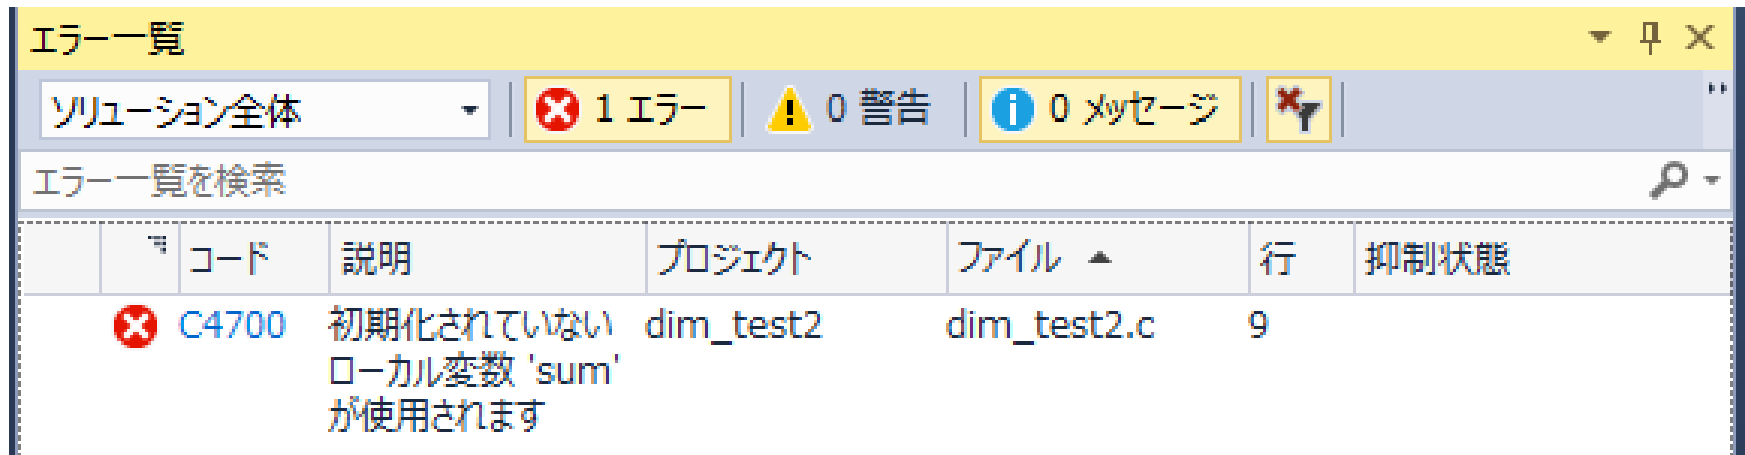 エラー一覧
ソリューション全体 1 エラー 0 警告 0 メッセージ
エラー一覧を検索
コード 説明 プロジェクト ファイル 行 抑制状態
C4700 初期化されていない dim_test2 dim_test2.c 9
ローカル変数 'sum'
が使用されます